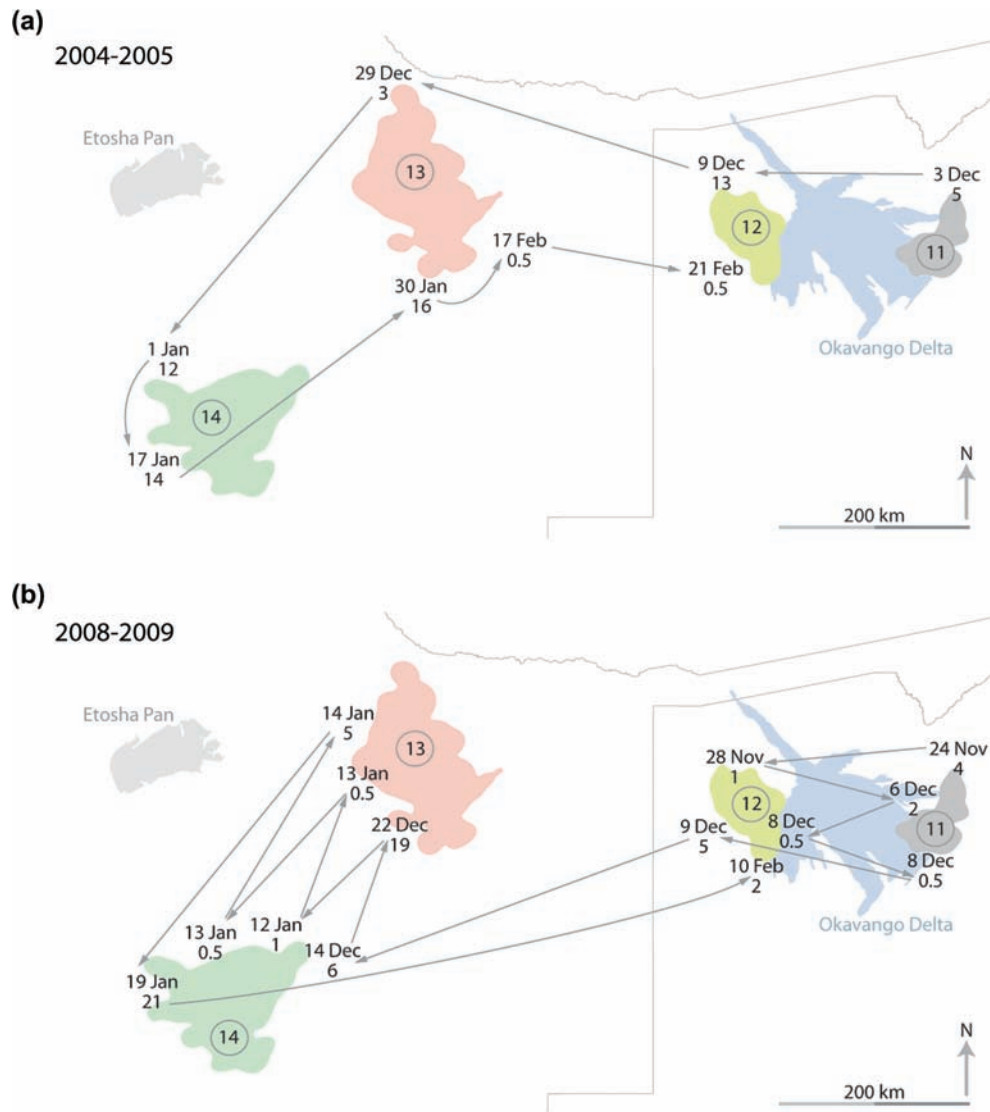 (a)
2004-2005
29 Dec
3
Etosha Pan
13
9 Dec
13
3 Dec
5
12
11
17 Feb
0.5
21 Feb
0.5
30 Jan
16
Okavango Delta
1 Jan
12
14
17 Jan
14
N
200 km
(b)
2008-2009
Etosha Pan
14 Jan
5
13
13 Jan
0.5
22 Dec
19
28 Nov
1
24 Nov
4
12
6 Dec
2
9 Dec
5
8 Dec
0.5
11
10 Feb
2
8 Dec
0.5
Okavango Delta
13 Jan
0.5
12 Jan
1
14 Dec
6
19 Jan
21
14
N
200 km